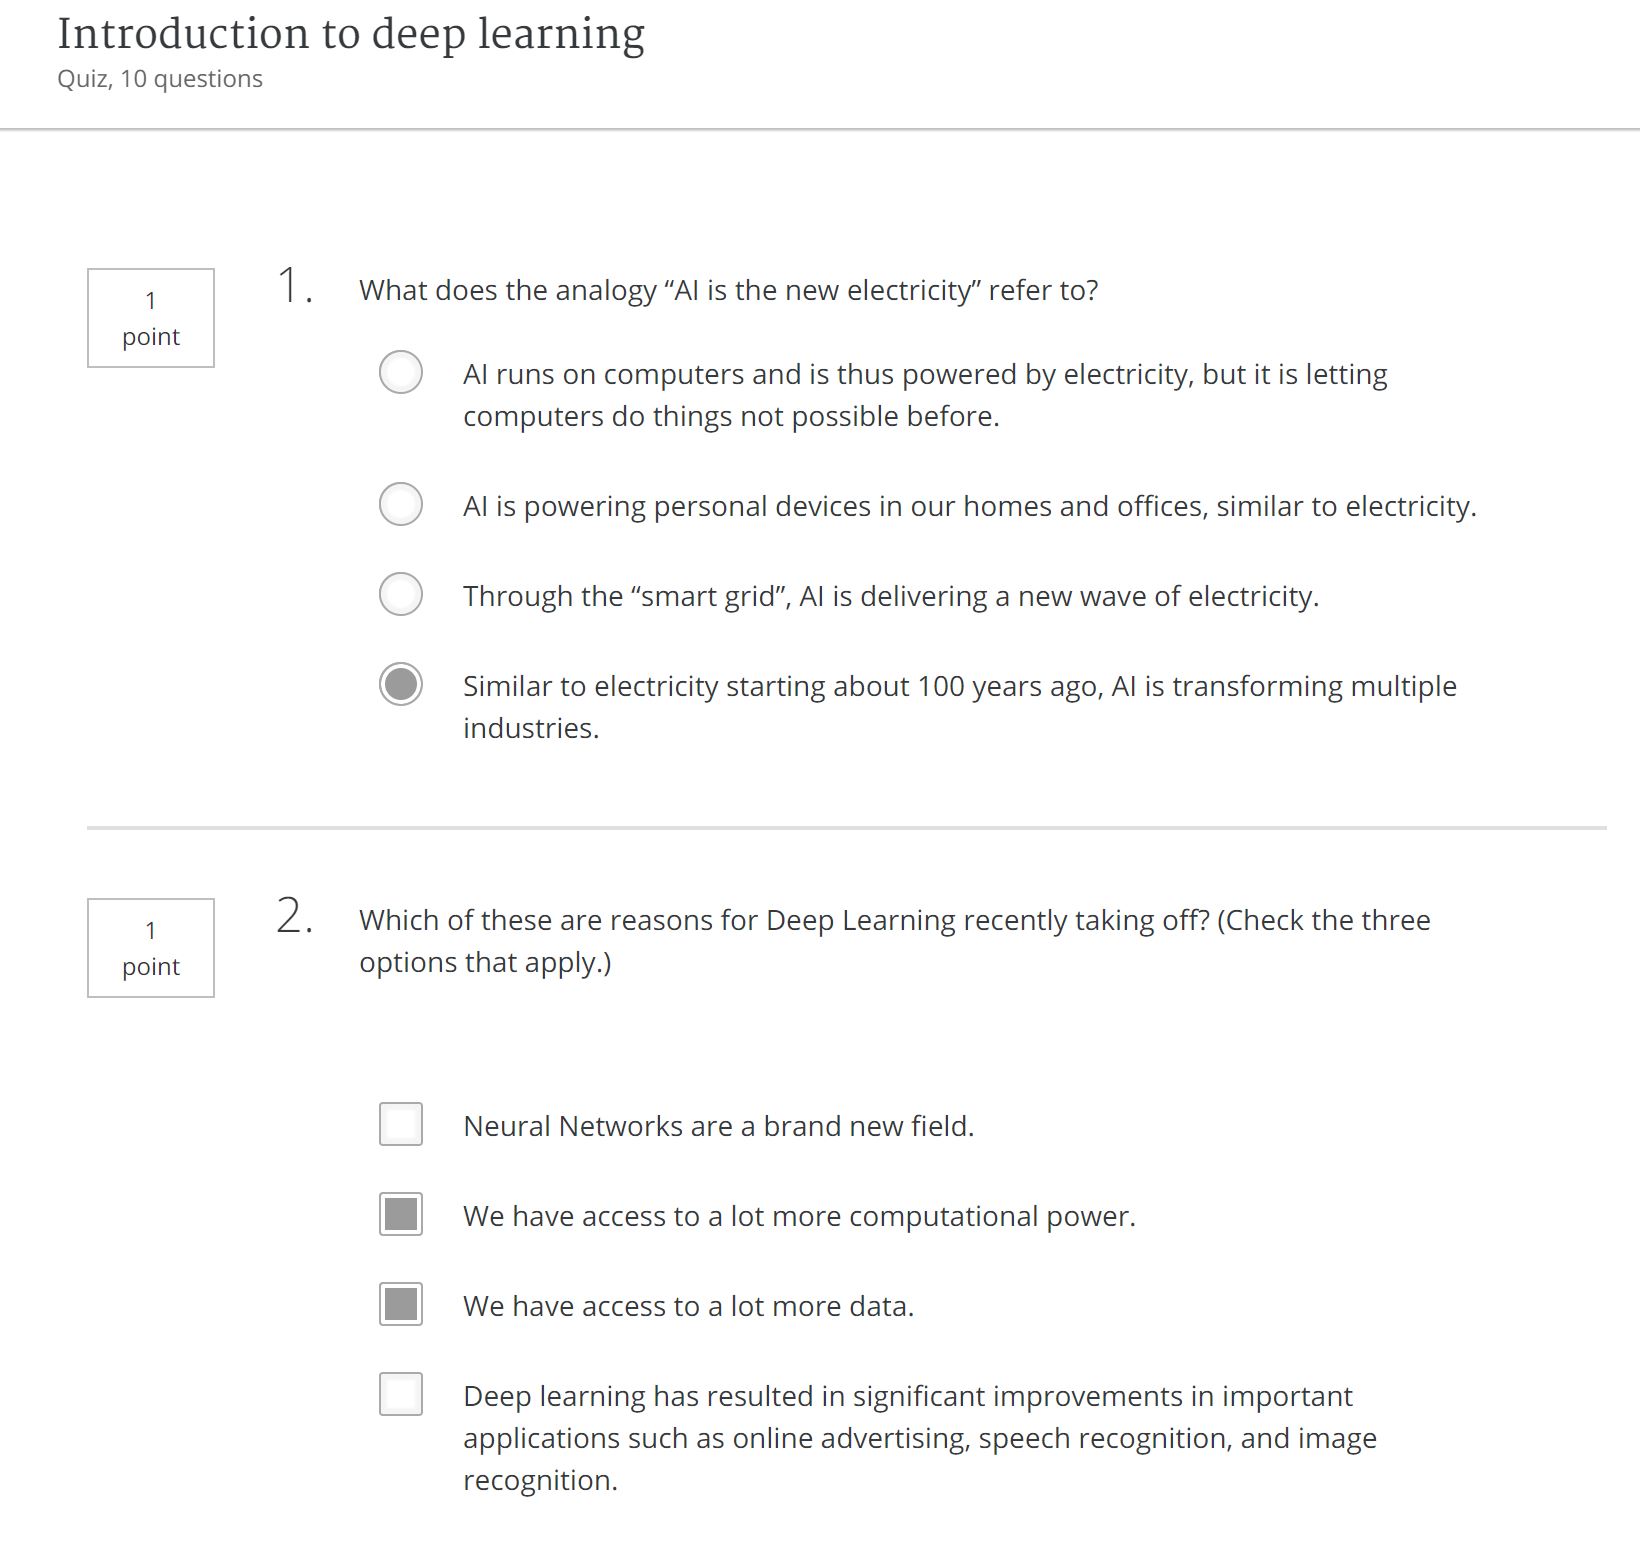 Introduction to deep learning
Quiz, 10 questions
1
point
1.
What does the analogy “AI is the new electricity” refer to?
AI runs on computers and is thus powered by electricity, but it is letting
computers do things not possible before.
AI is powering personal devices in our homes and offices, similar to electricity.
Through the “smart grid”, AI is delivering a new wave of electricity.
Similar to electricity starting about 100 years ago, AI is transforming multiple
industries.
1
point
2.
Which of these are reasons for Deep Learning recently taking off? (Check the three
options that apply.)
Neural Networks are a brand new field.
We have access to a lot more computational power.
We have access to a lot more data.
Deep learning has resulted in significant improvements in important
applications such as online advertising, speech recognition, and image
recognition.